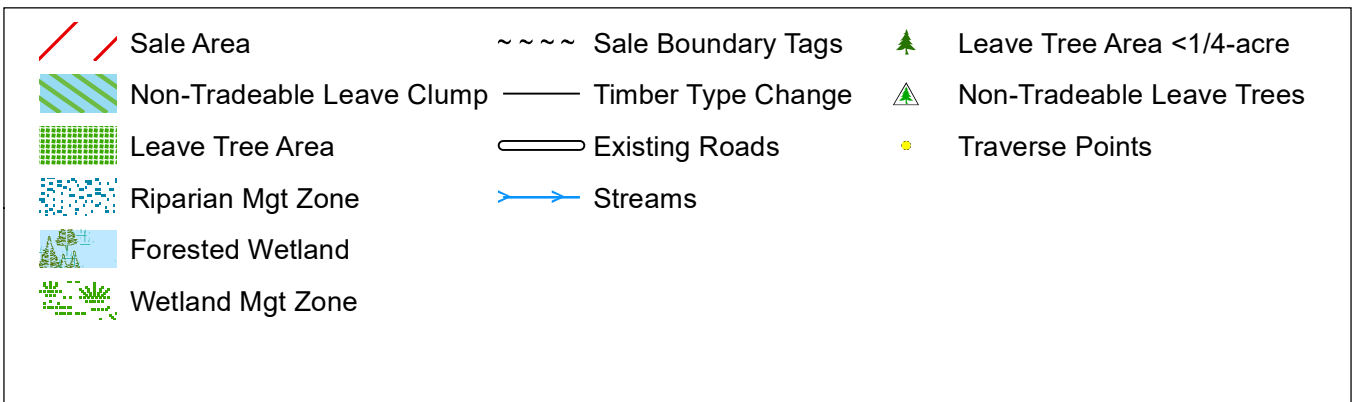 Sale Area
Non-Tradeable Leave Clump
Leave Tree Area
Riparian Mgt Zone
Forested Wetland
Wetland Mgt Zone
Sale Boundary Tags
Timber Type Change
Existing Roads
Streams
Leave Tree Area <1/4-acre
Non-Tradeable Leave Trees
Traverse Points